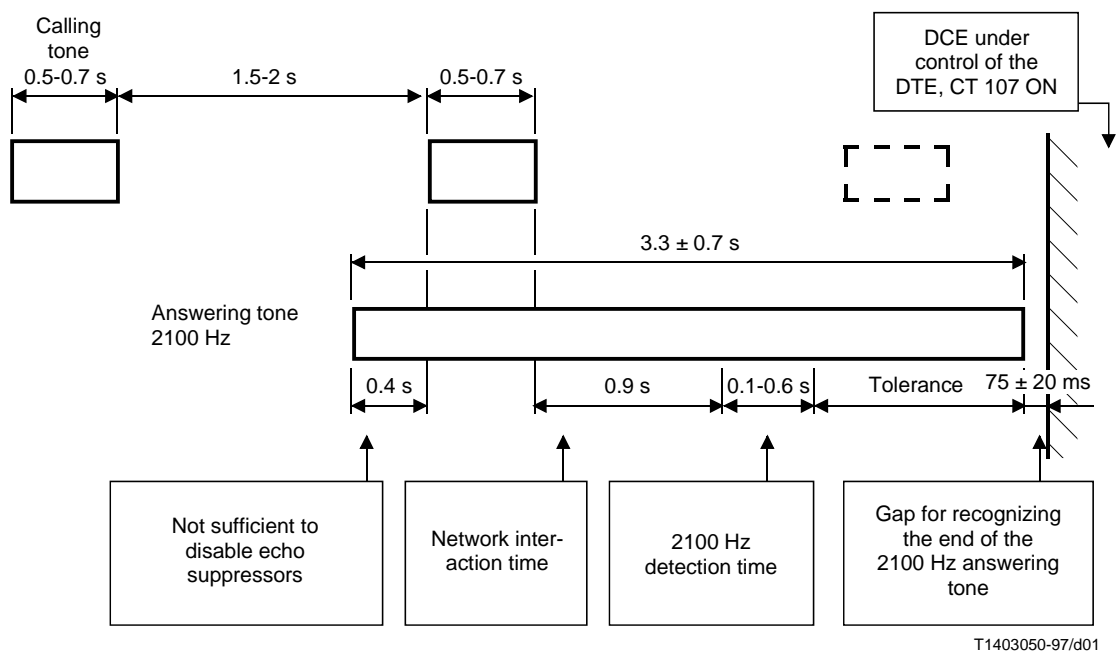 Calling
tone
0.5-0.7 s
1.5-2 s
0.5-0.7 s
DCE under
control of the
DTE, CT 107 ON
3.3 ± 0.7 s
Answering tone
2100 Hz
0.4 s
0.9 s
0.1-0.6 s
Tolerance
75 ± 20 ms
Not sufficient to
disable echo
suppressors
Network inter-
action time
2100 Hz
detection time
Gap for recognizing
the end of the
2100 Hz answering
tone
T1403050-97/d01